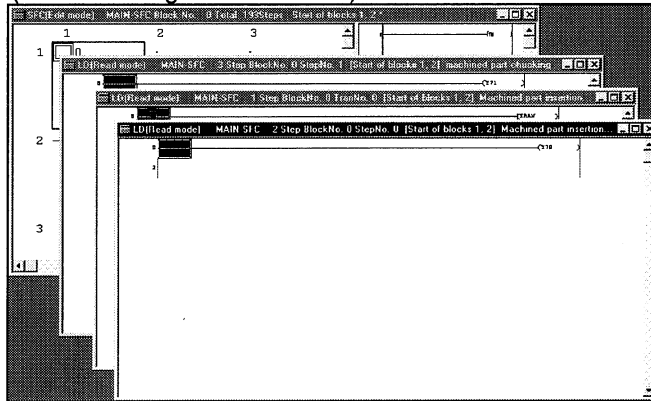 SFC(Edit mode) MAIN-SFC Block No. 0 Total 193Steps Start of blocks 1, 2 *
1 2 3
1 0
LD(Read mode) MAIN-SFC 3 Step BlockNo. 0 StepNo. 1 [Start of blocks 1, 2] machined part chucking
0
LD(Read mode) MAIN-SFC 1 Step BlockNo. 0 TranNo. 0 [Start of blocks 1, 2] Machined part insertion
0
2
LD(Read mode) MAIN-SFC 2 Step BlockNo. 0 StepNo. 0 [Start of blocks 1, 2] Machined part insertion...
0
3